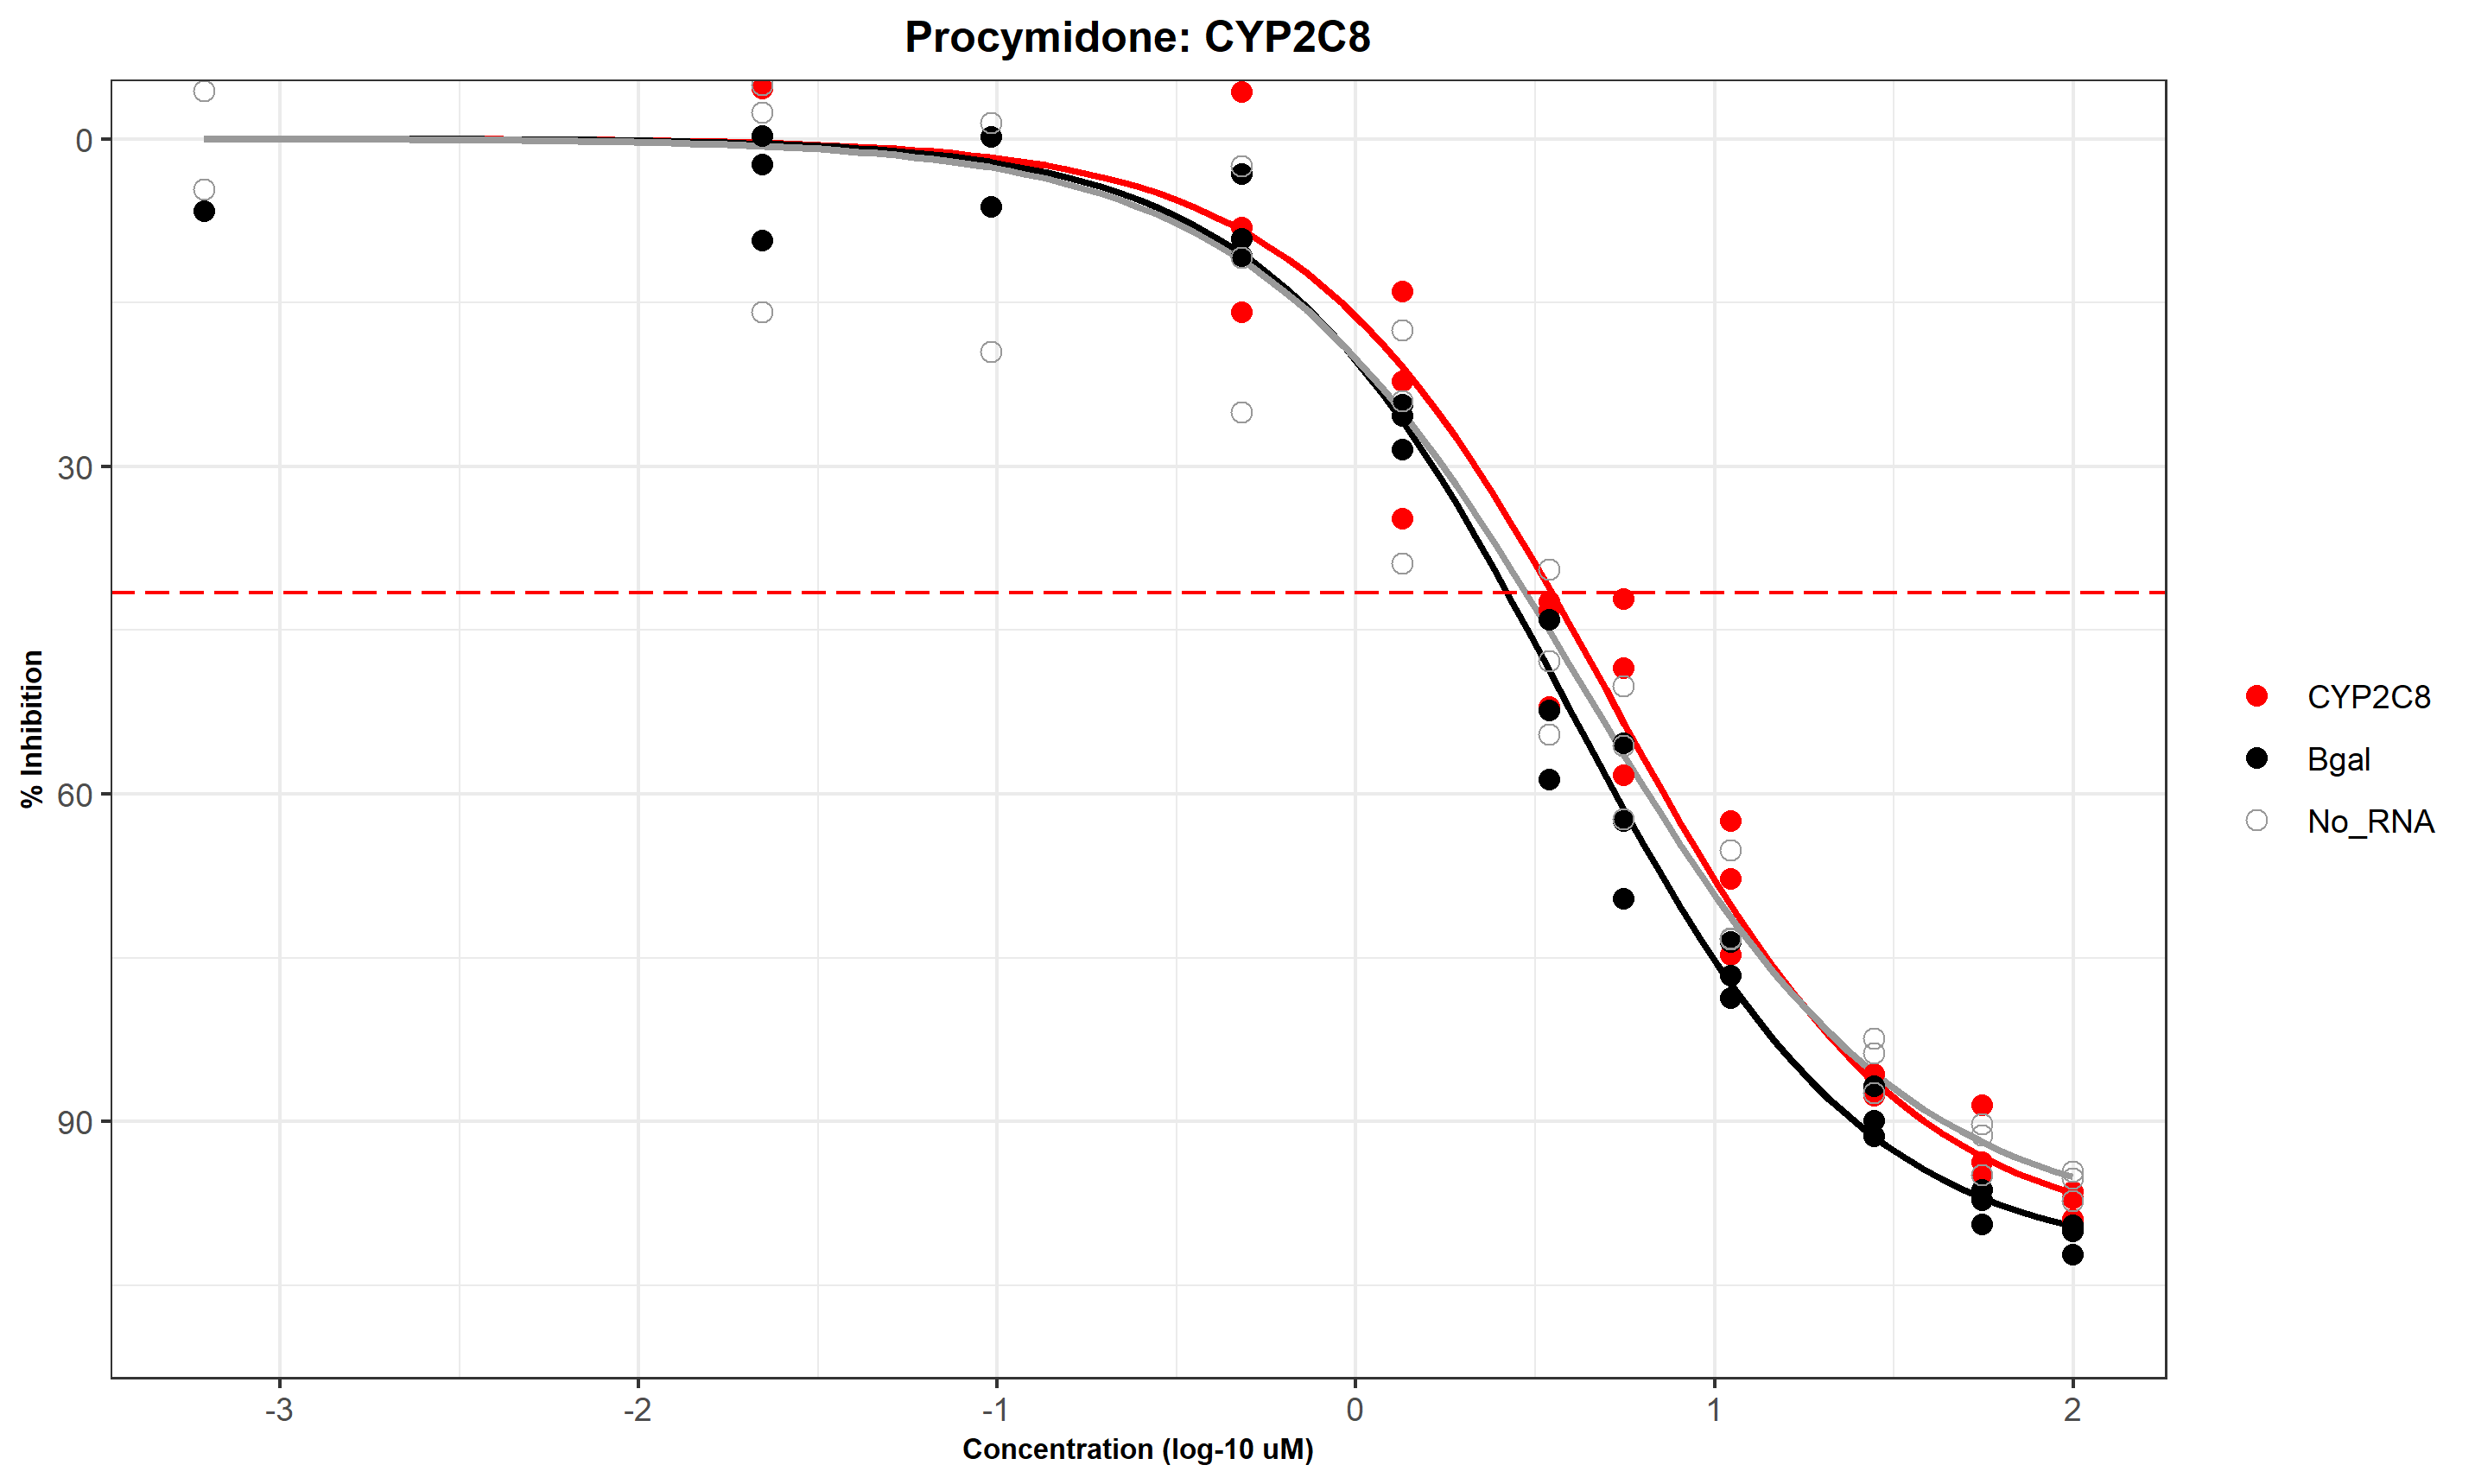 Procymidone: CYP2C8
% Inhibition
0
30
60
90
-3
-2
-1
0
1
2
Concentration (log-10 uM)
CYP2C8
Bgal
No_RNA